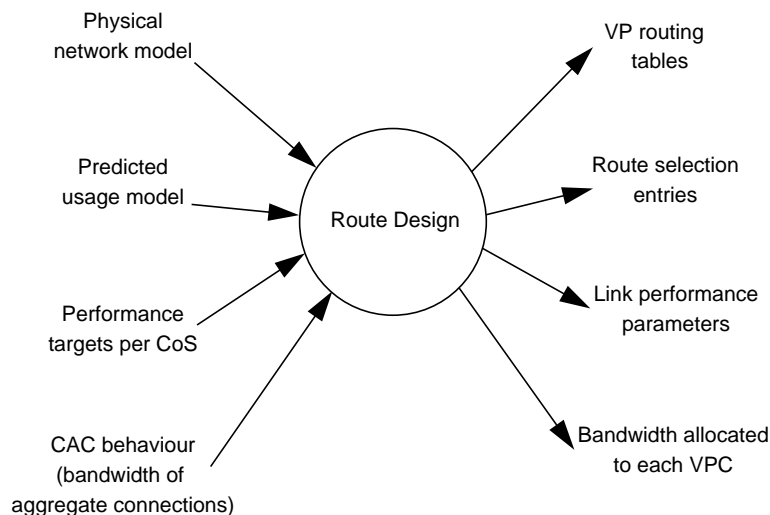 Physical
network model
Predicted
usage model
Performance
targets per CoS
CAC behaviour
(bandwidth of
aggregate connections)
Route Design
VP routing
tables
Route selection
entries
Link performance
parameters
Bandwidth allocated
to each VPC